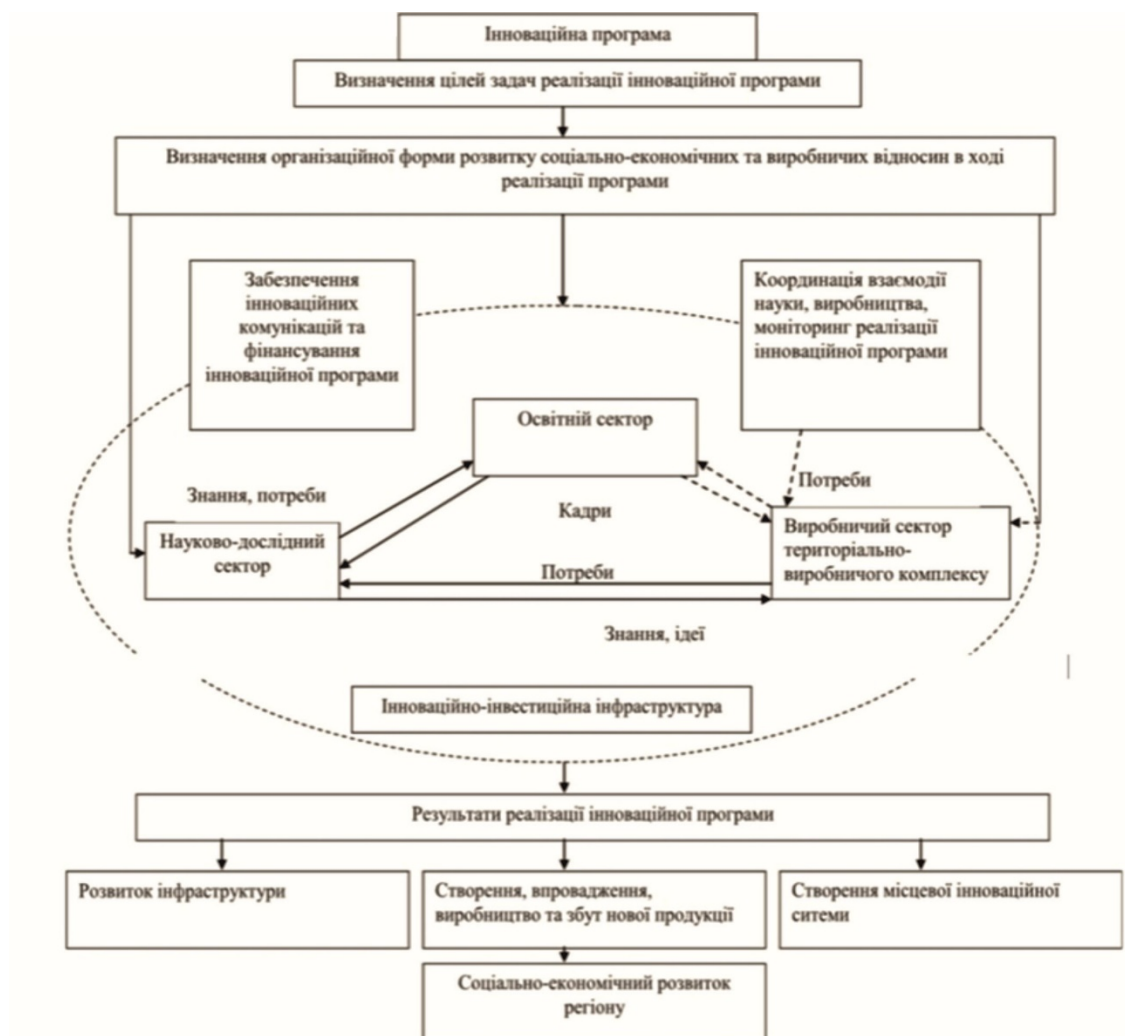 Інноваційна програма
Визначення цілей задач реалізації інноваційної програми
Визначення організаційної форми розвитку соціально-економічних та виробничих відносин в ході
реалізації програми
Забезпечення
інноваційних
комунікацій та
фінансування
інноваційної програми
Координація взаємодії
науки, виробництва,
моніторинг реалізації
інноваційної програми
Освітній сектор
Знання, потреби
Потреби
Кадри
Науково-дослідний
сектор
Виробничий сектор
територіально-
виробничого комплексу
Потреби
Знання, ідеї
Інноваційно-інвестиційна інфраструктура
Результати реалізації інноваційної програми
Розвиток інфраструктури
Створення, впровадження,
виробництво та збут нової продукції
Створення місцевої інноваційної
ситеми
Соціально-економічний розвиток
регіону